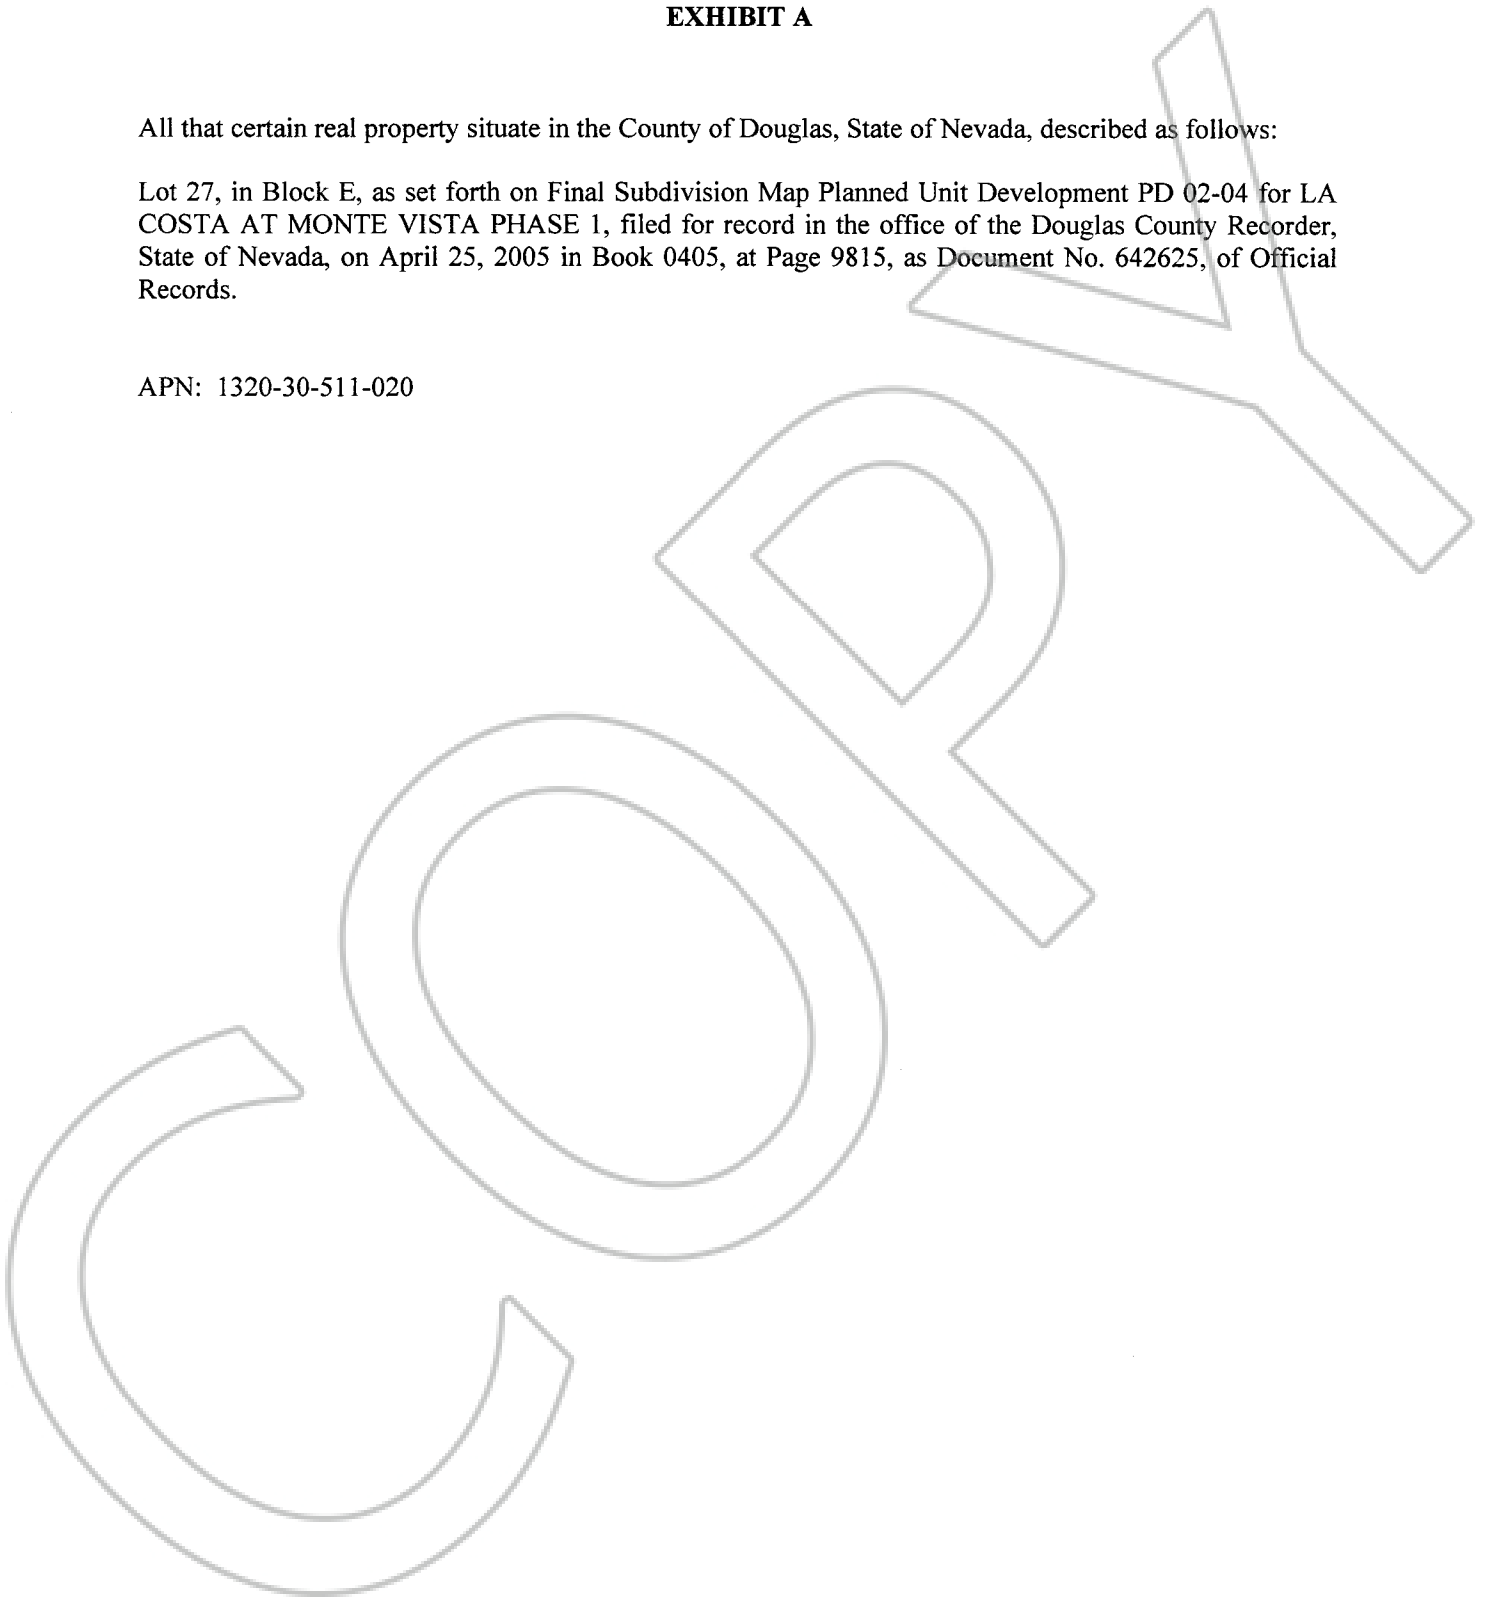 EXHIBIT A
All that certain real property situate in the County of Douglas, State of Nevada, described as follows:
Lot 27, in Block E, as set forth on Final Subdivision Map Planned Unit Development PD 02-04 for LA
COSTA AT MONTE VISTA PHASE 1, filed for record in the office of the Douglas County Recorder,
State of Nevada, on April 25, 2005 in Book 0405, at Page 9815, as Document No. 642625, of Official
Records.
APN: 1320-30-511-020
COPY